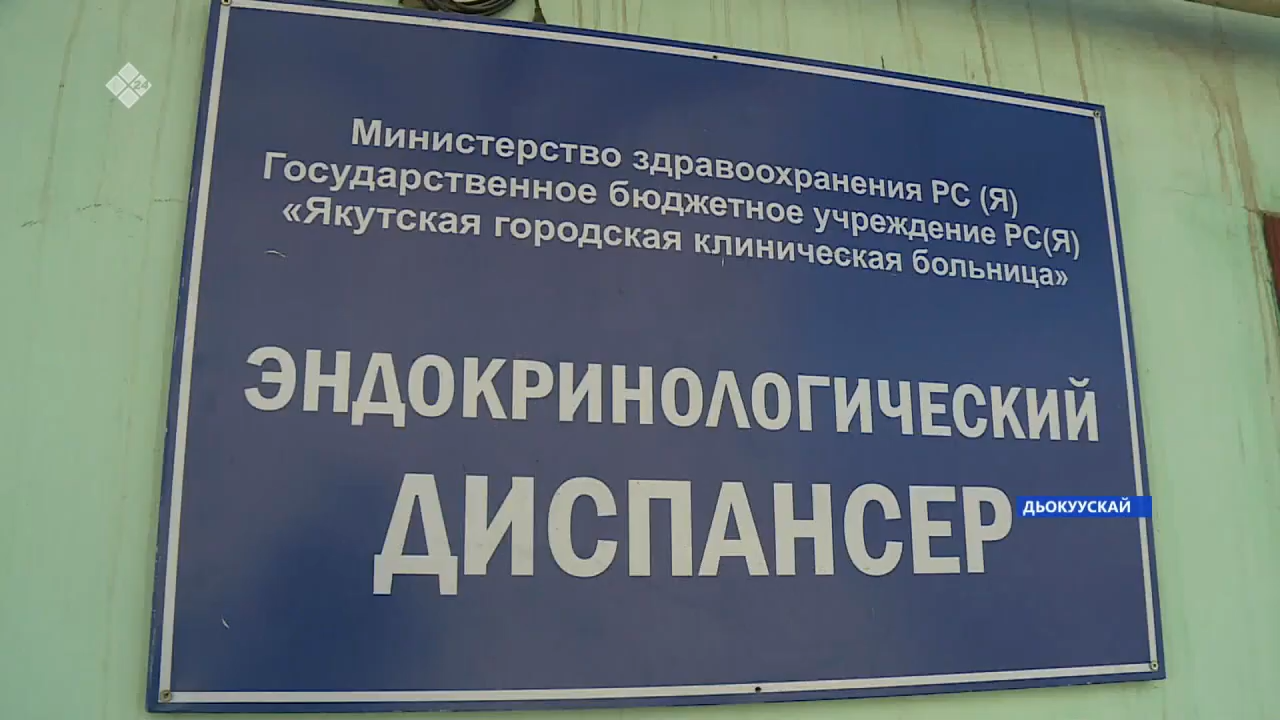 Министерство здравоохранения РС (Я)
Государственное бюджетное учреждение РС(Я)
«Якутская городская клиническая больница»
ЭНДОКРИНОЛОГИЧЕСКИЙ
ДИСПАНСЕР
ДЬОКУУСКАЙ